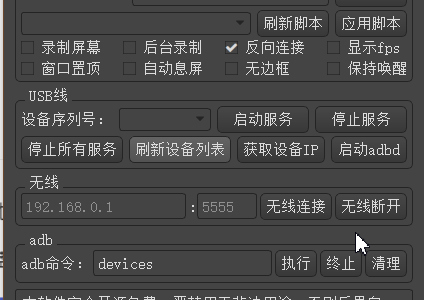 刷新脚本 应用脚本
录制屏幕 后台录制 反向连接 显示fps
窗口置顶 自动息屏 无边框 保持唤醒
USB线
设备序列号： 启动服务 停止服务
停止所有服务 刷新设备列表 获取设备IP 启动adbd
无线
192.168.0.1 : 5555 无线连接 无线断开
adb
adb命令： devices 执行 终止 清理